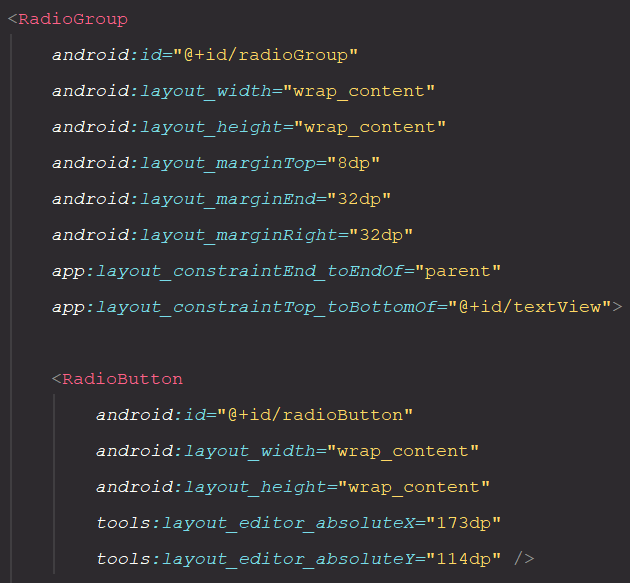 <RadioGroup
android:id="@+id/radioGroup"
android:layout_width="wrap_content"
android:layout_height="wrap_content"
android:layout_marginTop="8dp"
android:layout_marginEnd="32dp"
android:layout_marginRight="32dp"
app:layout_constraintEnd_toEndOf="parent"
app:layout_constraintTop_toBottomOf="@+id/textView">
<RadioButton
android:id="@+id/radioButton"
android:layout_width="wrap_content"
android:layout_height="wrap_content"
tools:layout_editor_absoluteX="173dp"
tools:layout_editor_absoluteY="114dp" />